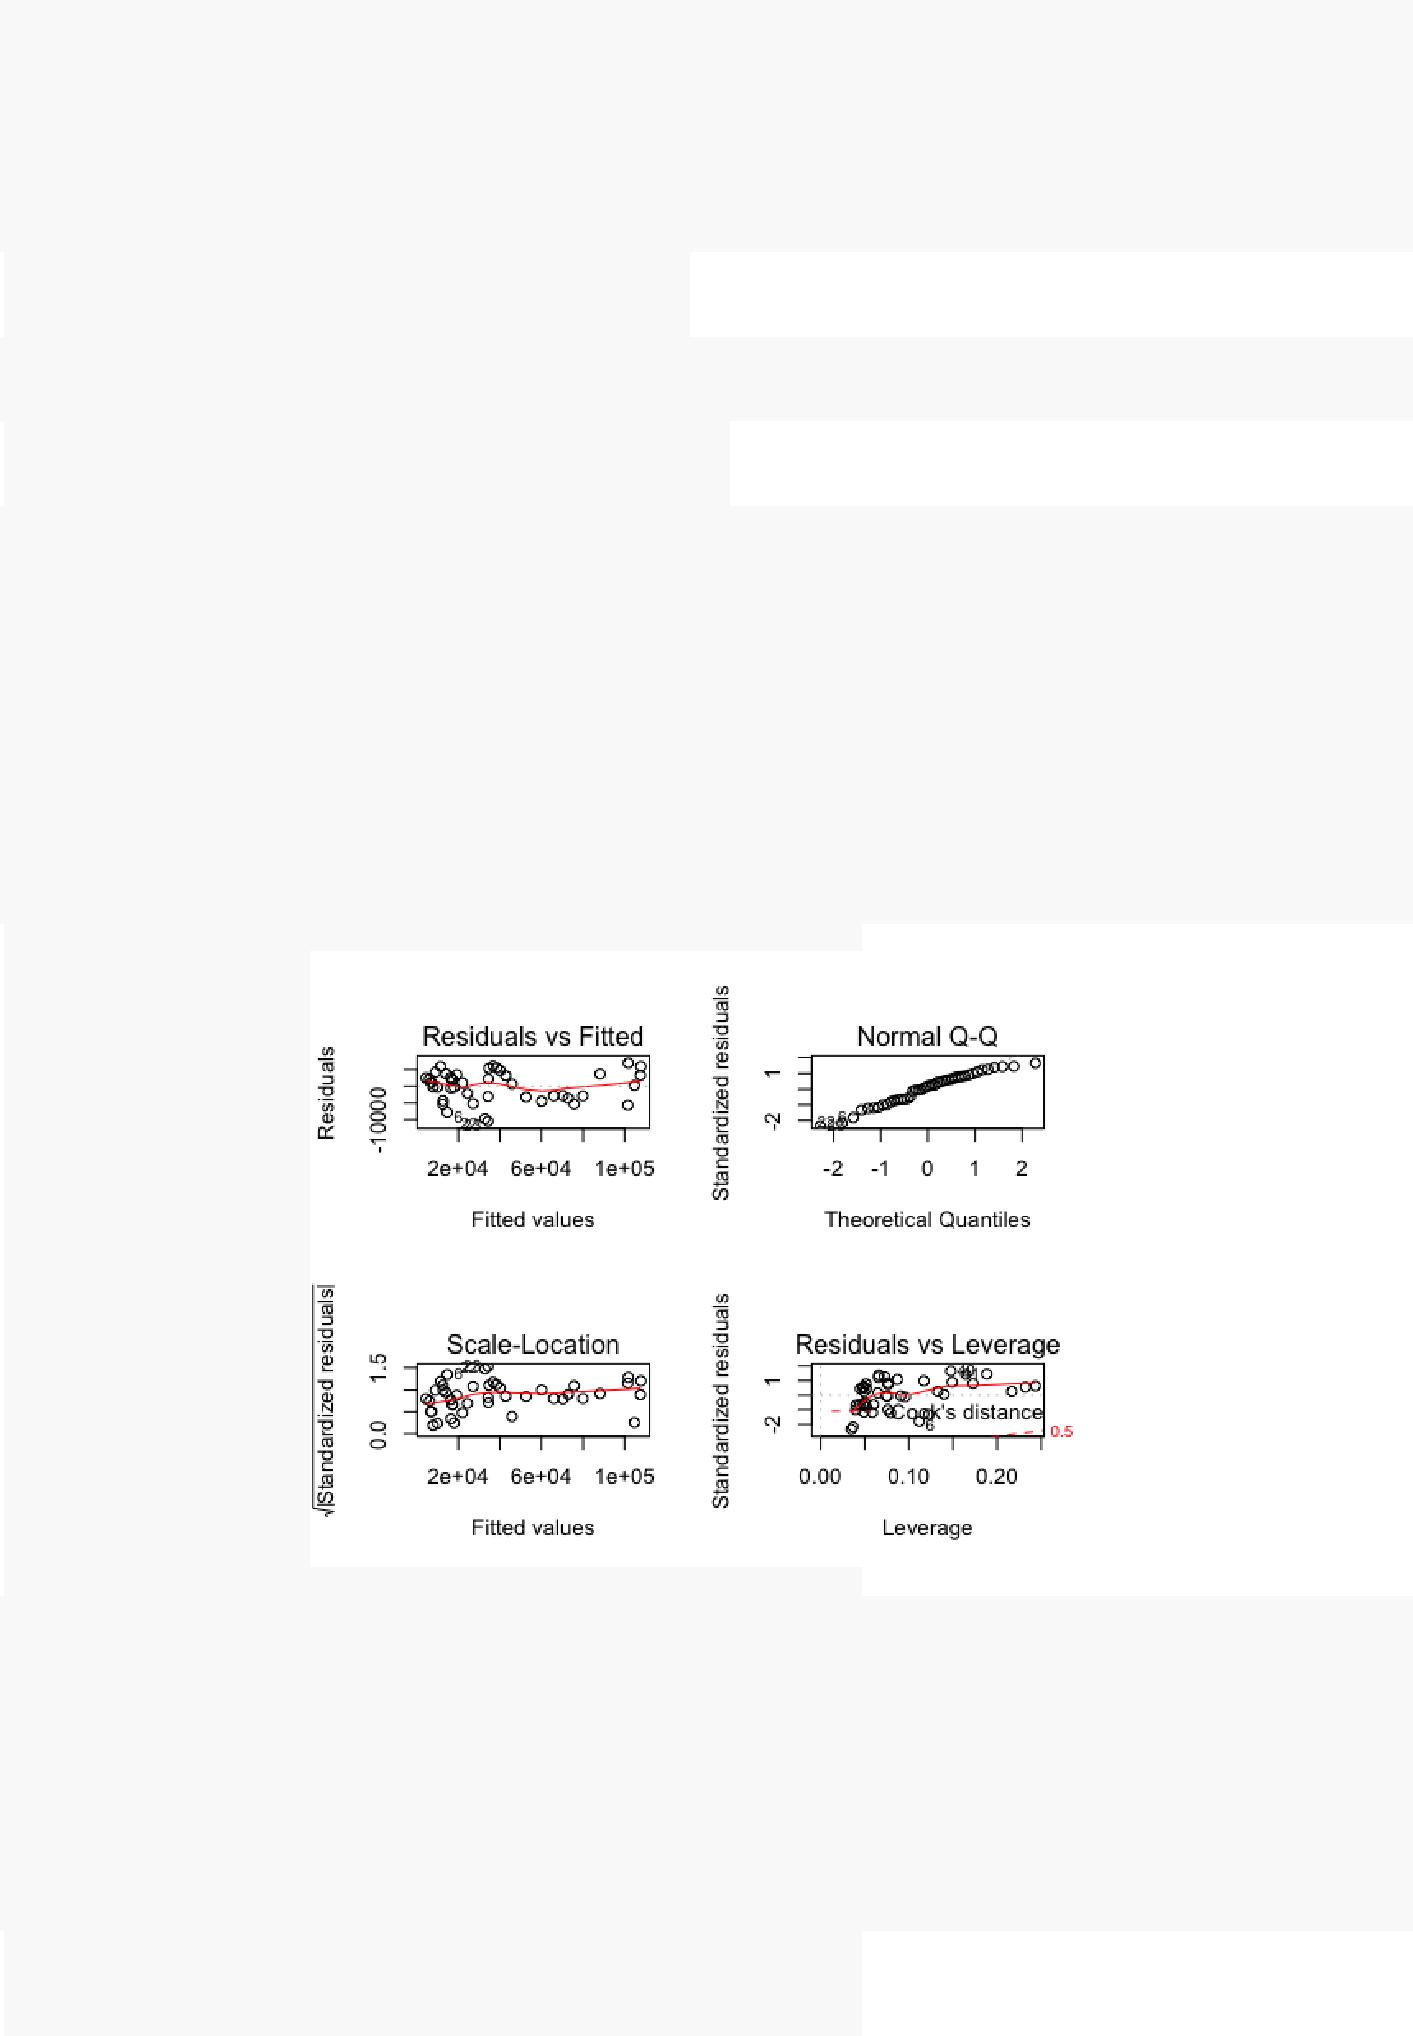 Residuals vs Fitted
Residuals
-10000
2e+04 6e+04 1e+05
Fitted values
6
Normal Q-Q
Standardized residuals
1
-2
-2 -1 0 1 2
Theoretical Quantiles
Scale-Location
√|Standardized residuals|
1.5
0.0
6
2e+04 6e+04 1e+05
Fitted values
Residuals vs Leverage
Standardized residuals
1
-2
Cook's distance
6
0.5
0.00 0.10 0.20
Leverage